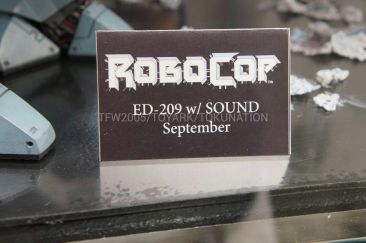 ROBOCOP
ED-209 w/ SOUND
TFW2005/TOYARK/TOKUNATION
September